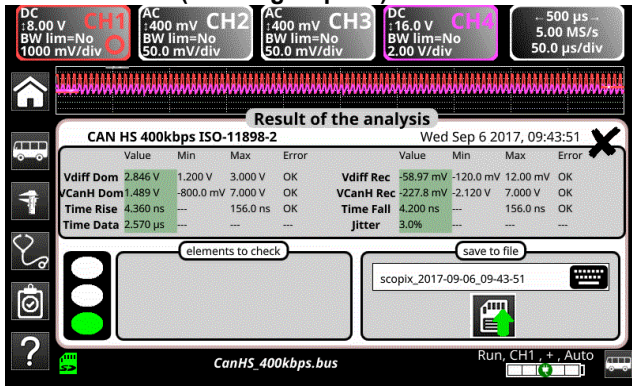 DC
↕8.00 V CH1
BW lim=No
1000 mV/div
AC
↕400 mV CH2
BW lim=No
50.0 mV/div
AC
↕400 mV CH3
BW lim=No
50.0 mV/div
DC
↕16.0 V CH4
BW lim=No
2.00 V/div
←500 µs→
5.00 MS/s
50.0 µs/div
Result of the analysis
CAN HS 400kbps ISO-11898-2 Wed Sep 6 2017, 09:43:51
Value Min Max Error Value Min Max Error
Vdiff Dom 2.846 V 1.200 V 3.000 V OK Vdiff Rec -58.97 mV -120.0 mV 12.00 mV OK
VCanH Dom 1.489 V -800.0 mV 7.000 V OK VCanH Rec -227.8 mV -2.120 V 7.000 V OK
Time Rise 4.360 ns --- 156.0 ns OK Time Fall 4.200 ns --- 156.0 ns OK
Time Data 2.570 µs --- --- --- Jitter 3.0% --- --- ---
elements to check
save to file
scopix_2017-09-06_09-43-51
?
CanHS_400kbps.bus
Run, CH1 , + , Auto